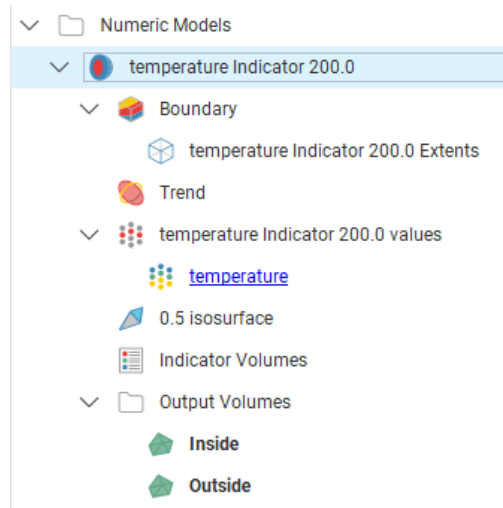 Numeric Models
temperature Indicator 200.0
Boundary
temperature Indicator 200.0 Extents
Trend
temperature Indicator 200.0 values
temperature
0.5 isosurface
Indicator Volumes
Output Volumes
Inside
Outside